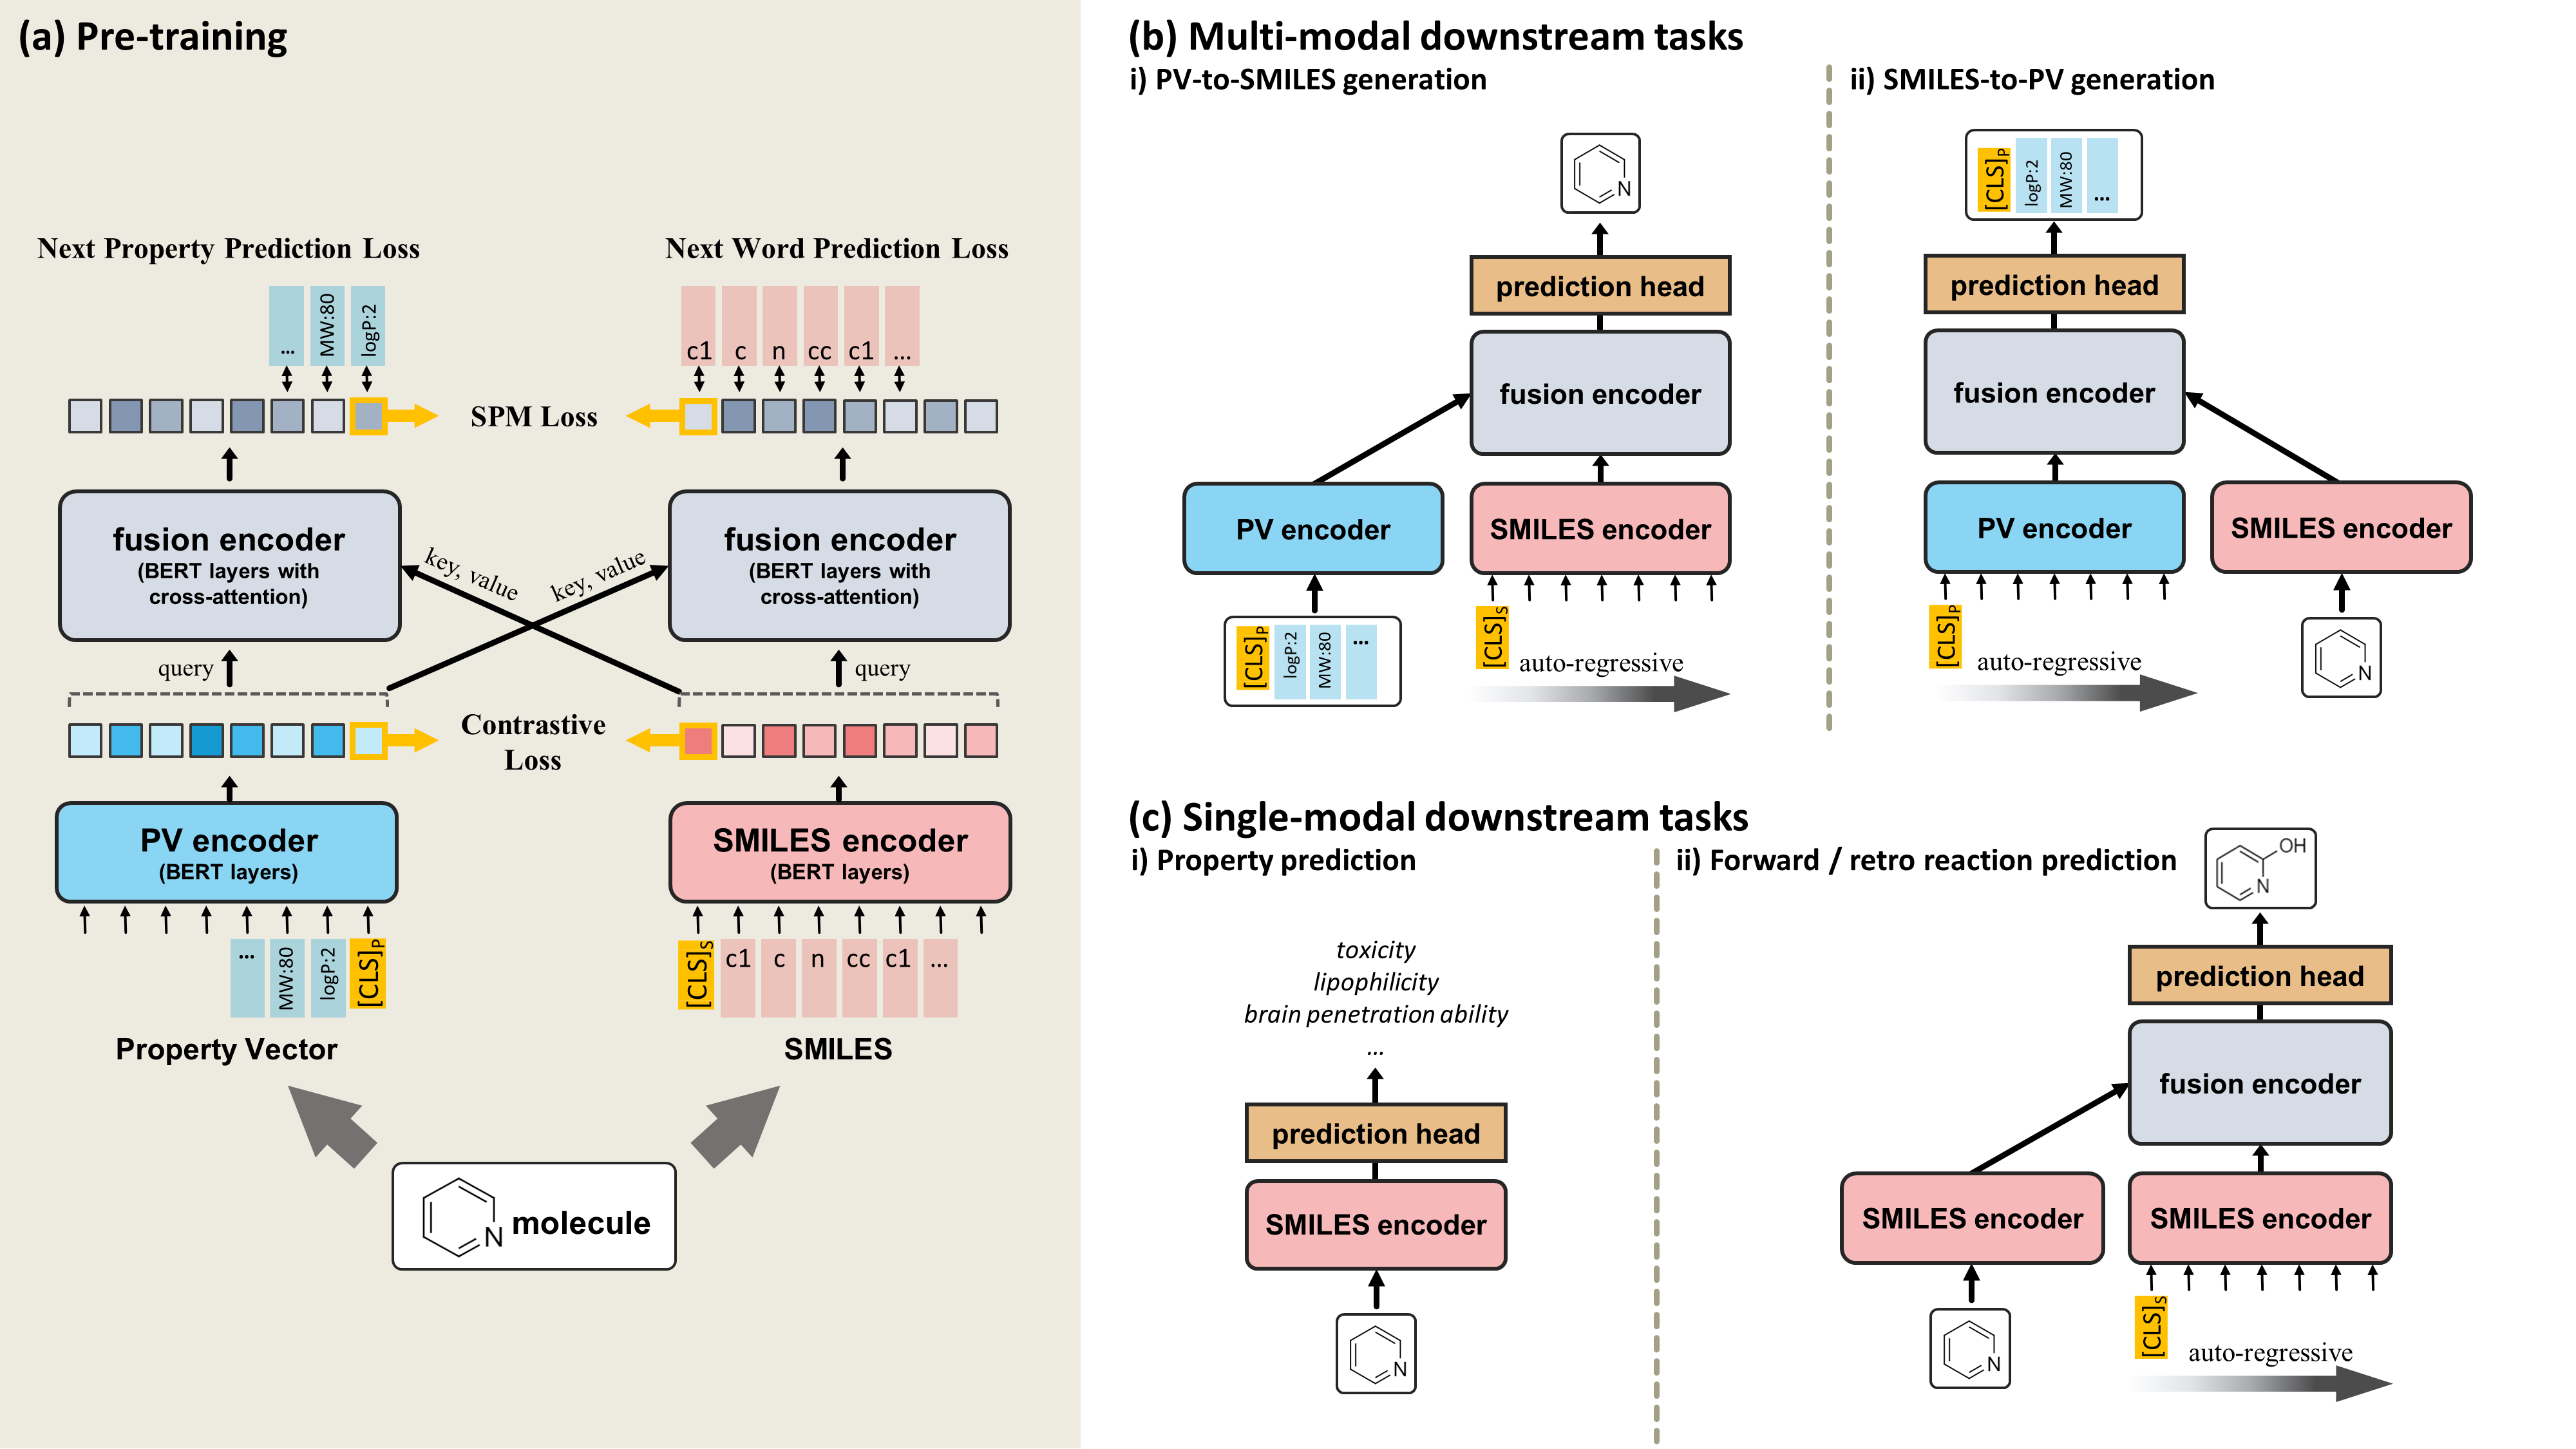 (a) Pre-training
Next Property Prediction Loss
Next Word Prediction Loss
...
MW:80
logP:2
c1 c n cc c1 ...
SPM Loss
fusion encoder
(BERT layers with
cross-attention)
key, value
key, value
fusion encoder
(BERT layers with
cross-attention)
query
query
Contrastive
Loss
PV encoder
(BERT layers)
SMILES encoder
(BERT layers)
...
MW:80
logP:2
[CLS]P
[CLS]S
c1 c n cc c1 ...
Property Vector
SMILES
N
molecule
(b) Multi-modal downstream tasks
i) PV-to-SMILES generation
N
prediction head
fusion encoder
PV encoder
SMILES encoder
[CLS]P
logP:2
MW:80
...
[CLS]S
auto-regressive
ii) SMILES-to-PV generation
[CLS]P
logP:2
MW:80
...
prediction head
fusion encoder
PV encoder
SMILES encoder
[CLS]P
auto-regressive
N
(c) Single-modal downstream tasks
i) Property prediction
toxicity
lipophilicity
brain penetration ability
...
prediction head
SMILES encoder
N
ii) Forward / retro reaction prediction
OH
N
prediction head
fusion encoder
SMILES encoder
SMILES encoder
N
[CLS]S
auto-regressive